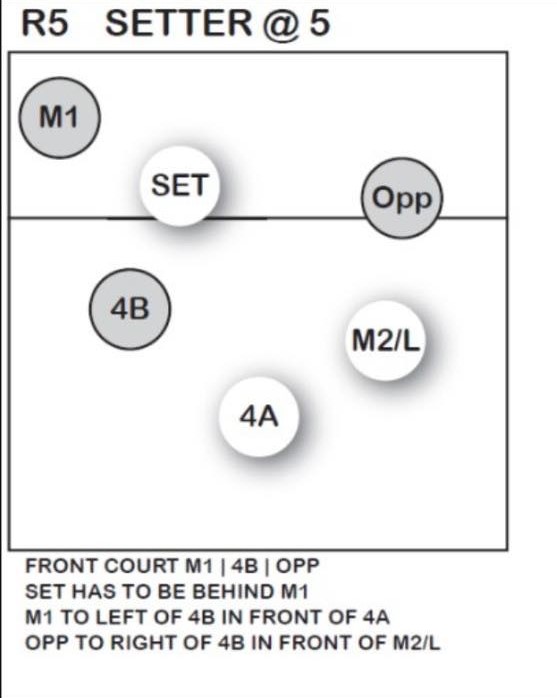 R5 SETTER @ 5
M1
SET
Opp
4B
M2/L
4A
FRONT COURT M1 | 4B | OPP
SET HAS TO BE BEHIND M1
M1 TO LEFT OF 4B IN FRONT OF 4A
OPP TO RIGHT OF 4B IN FRONT OF M2/L